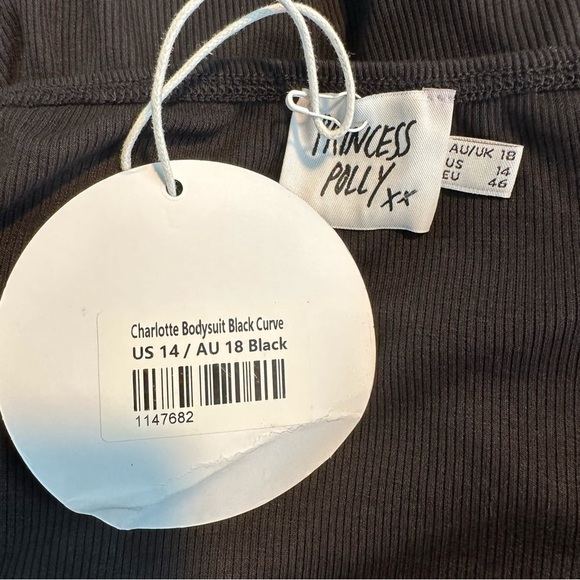 PRINCESS
POLLY
xx
AU/UK 18
US 14
EU 46
Charlotte Bodysuit Black Curve
US 14 / AU 18 Black
1147682